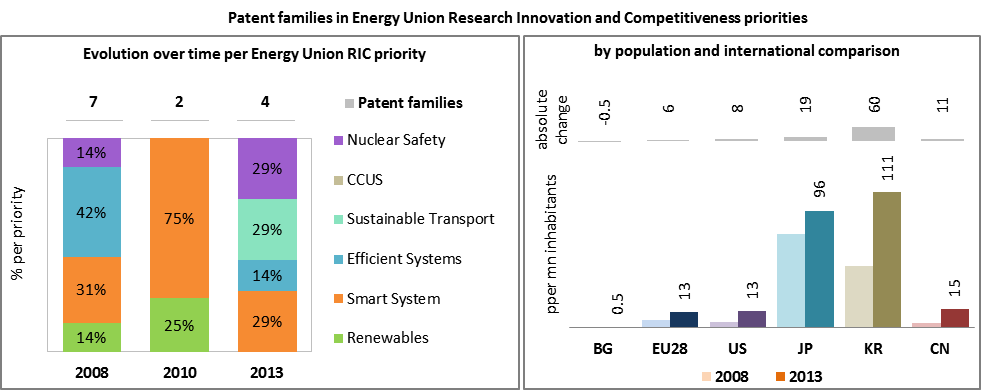 Patent families in Energy Union Research Innovation and Competitiveness priorities
Evolution over time per Energy Union RIC priority
7 2 4 Patent families
% per priority
14% 42% 31% 14%
75% 25%
29% 29% 14% 29%
Nuclear Safety
CCUS
Sustainable Transport
Efficient Systems
Smart System
Renewables
2008 2010 2013
by population and international comparison
absolute
change
-0.5 6 8 19 60 11
pper mn inhabitants
0.5 13 13 96 111 15
BG EU28 US JP KR CN
2008 2013